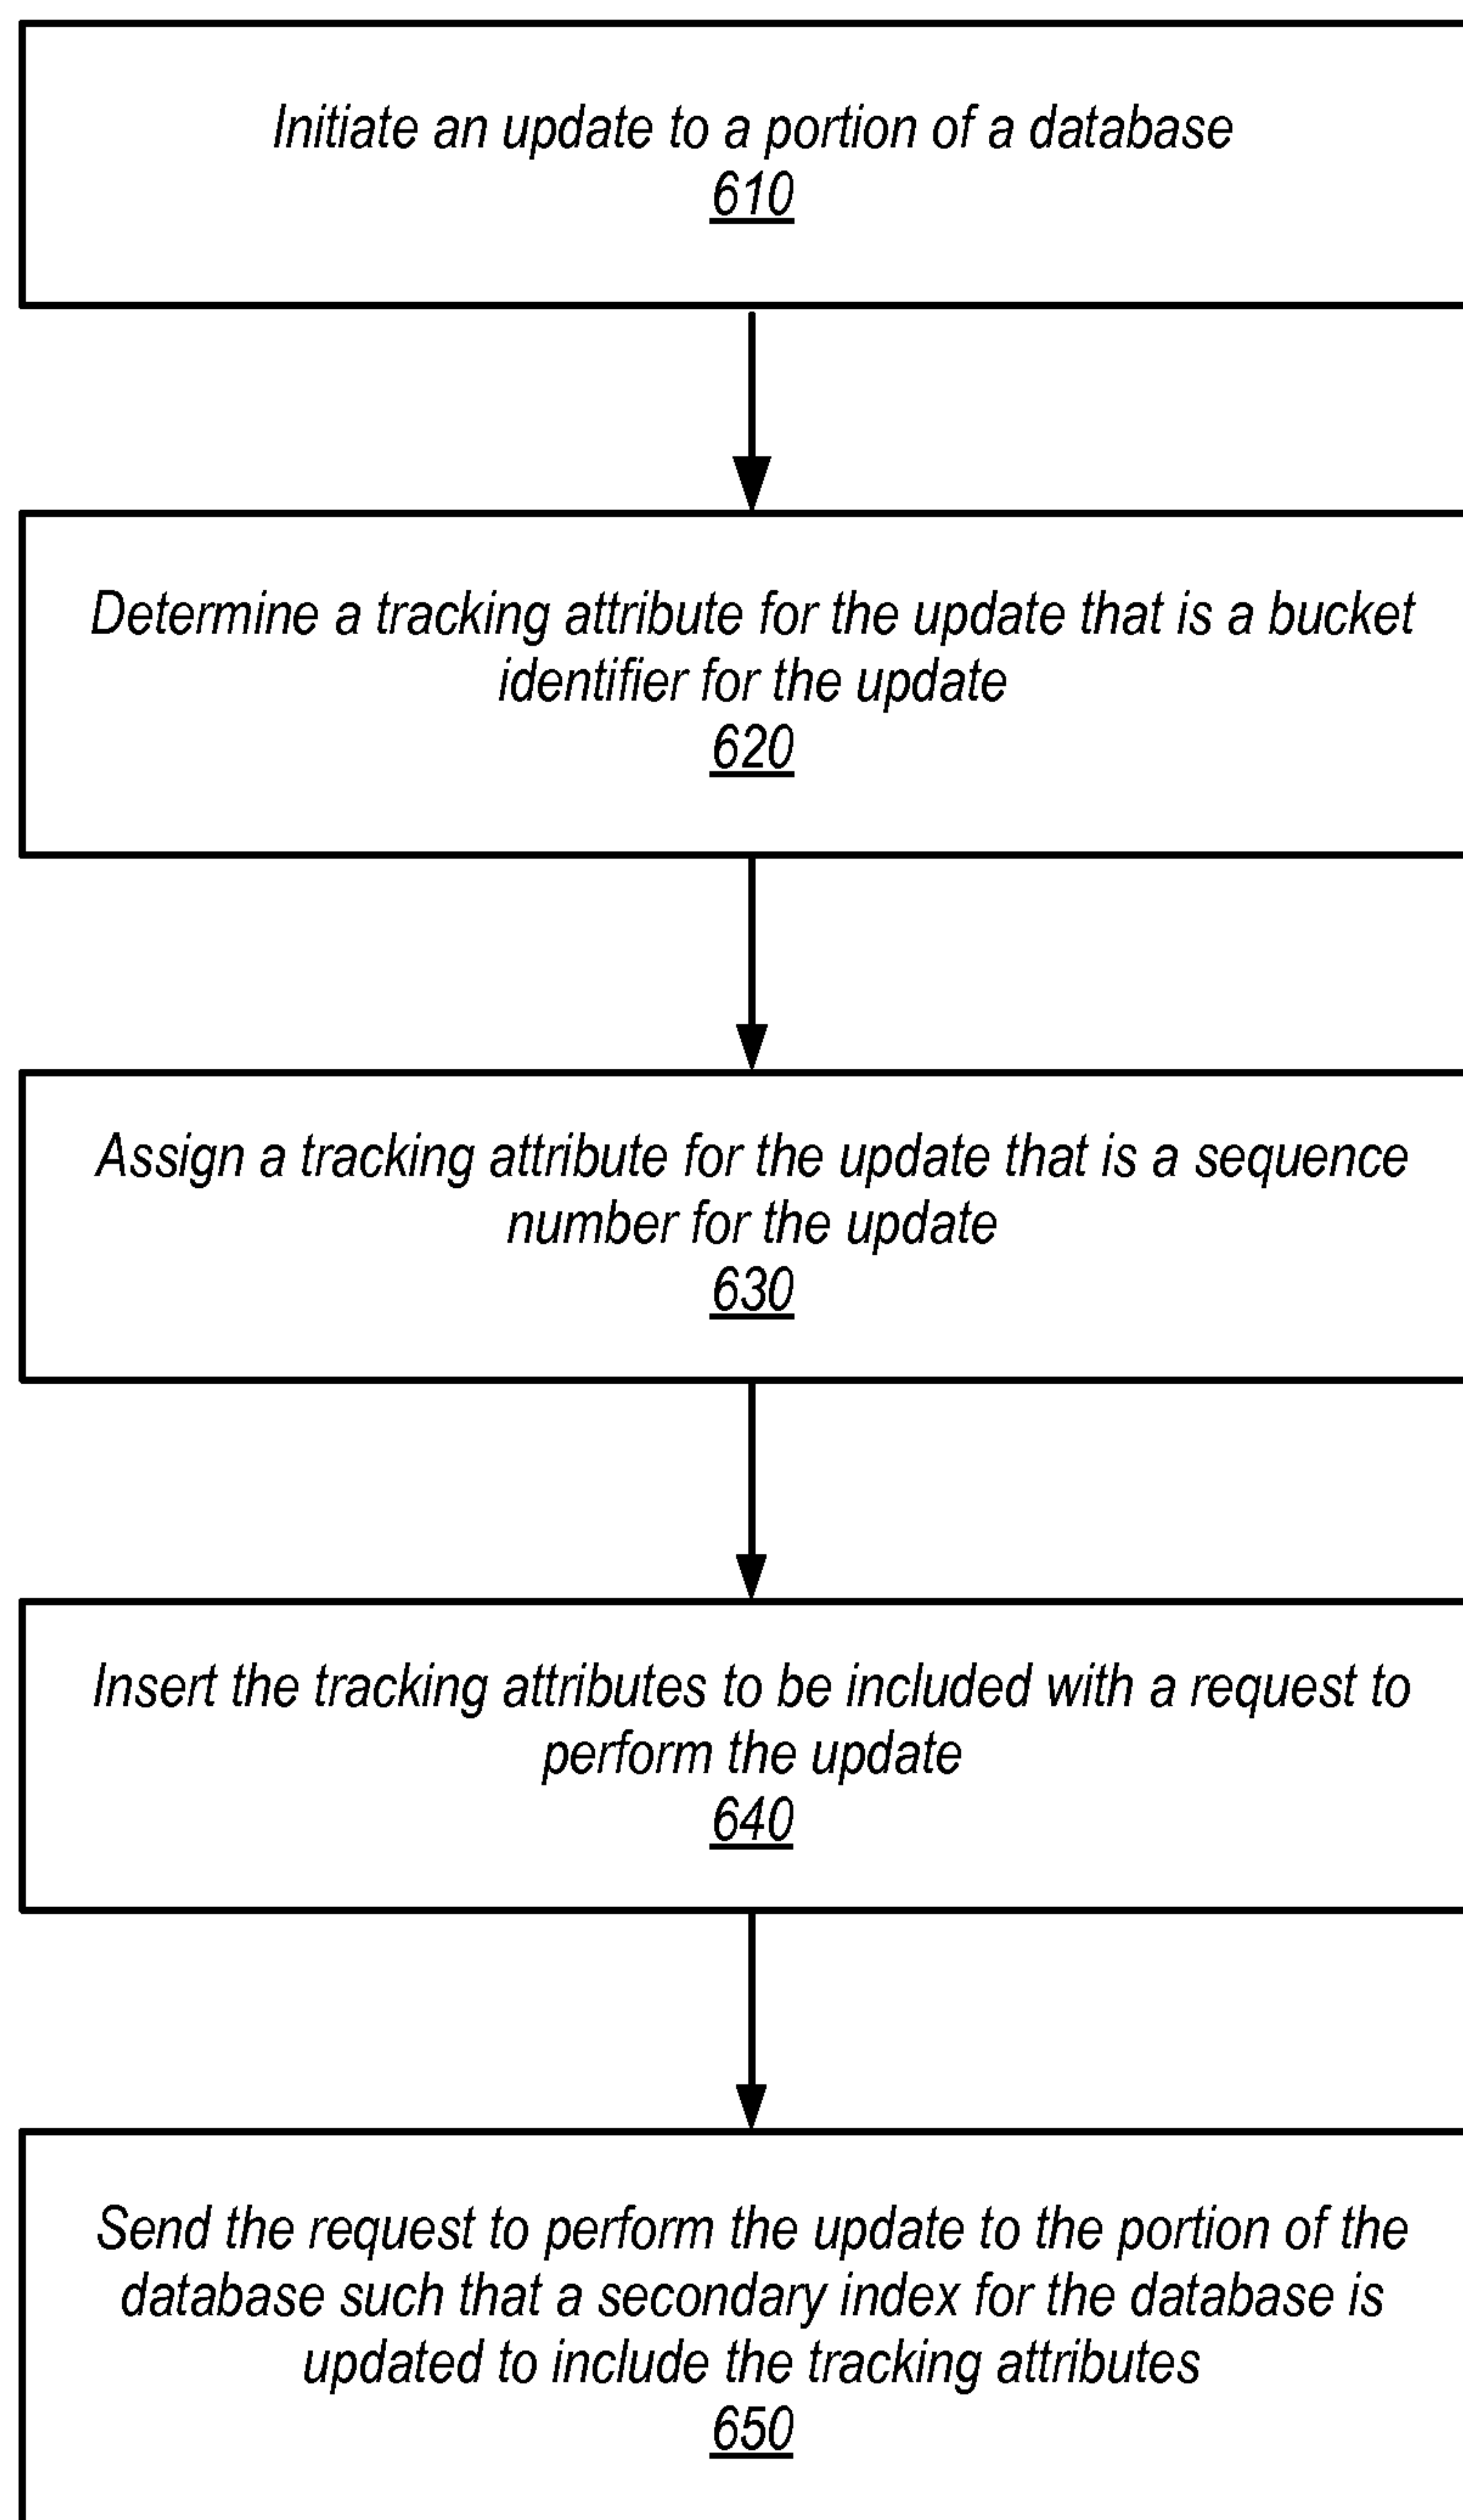 Initiate an update to a portion of a database
610
Determine a tracking attribute for the update that is a bucket
identifier for the update
620
Assign a tracking attribute for the update that is a sequence
number for the update
630
Insert the tracking attributes to be included with a request to
perform the update
640
Send the request to perform the update to the portion of the
database such that a secondary index for the database is
updated to include the tracking attributes
650